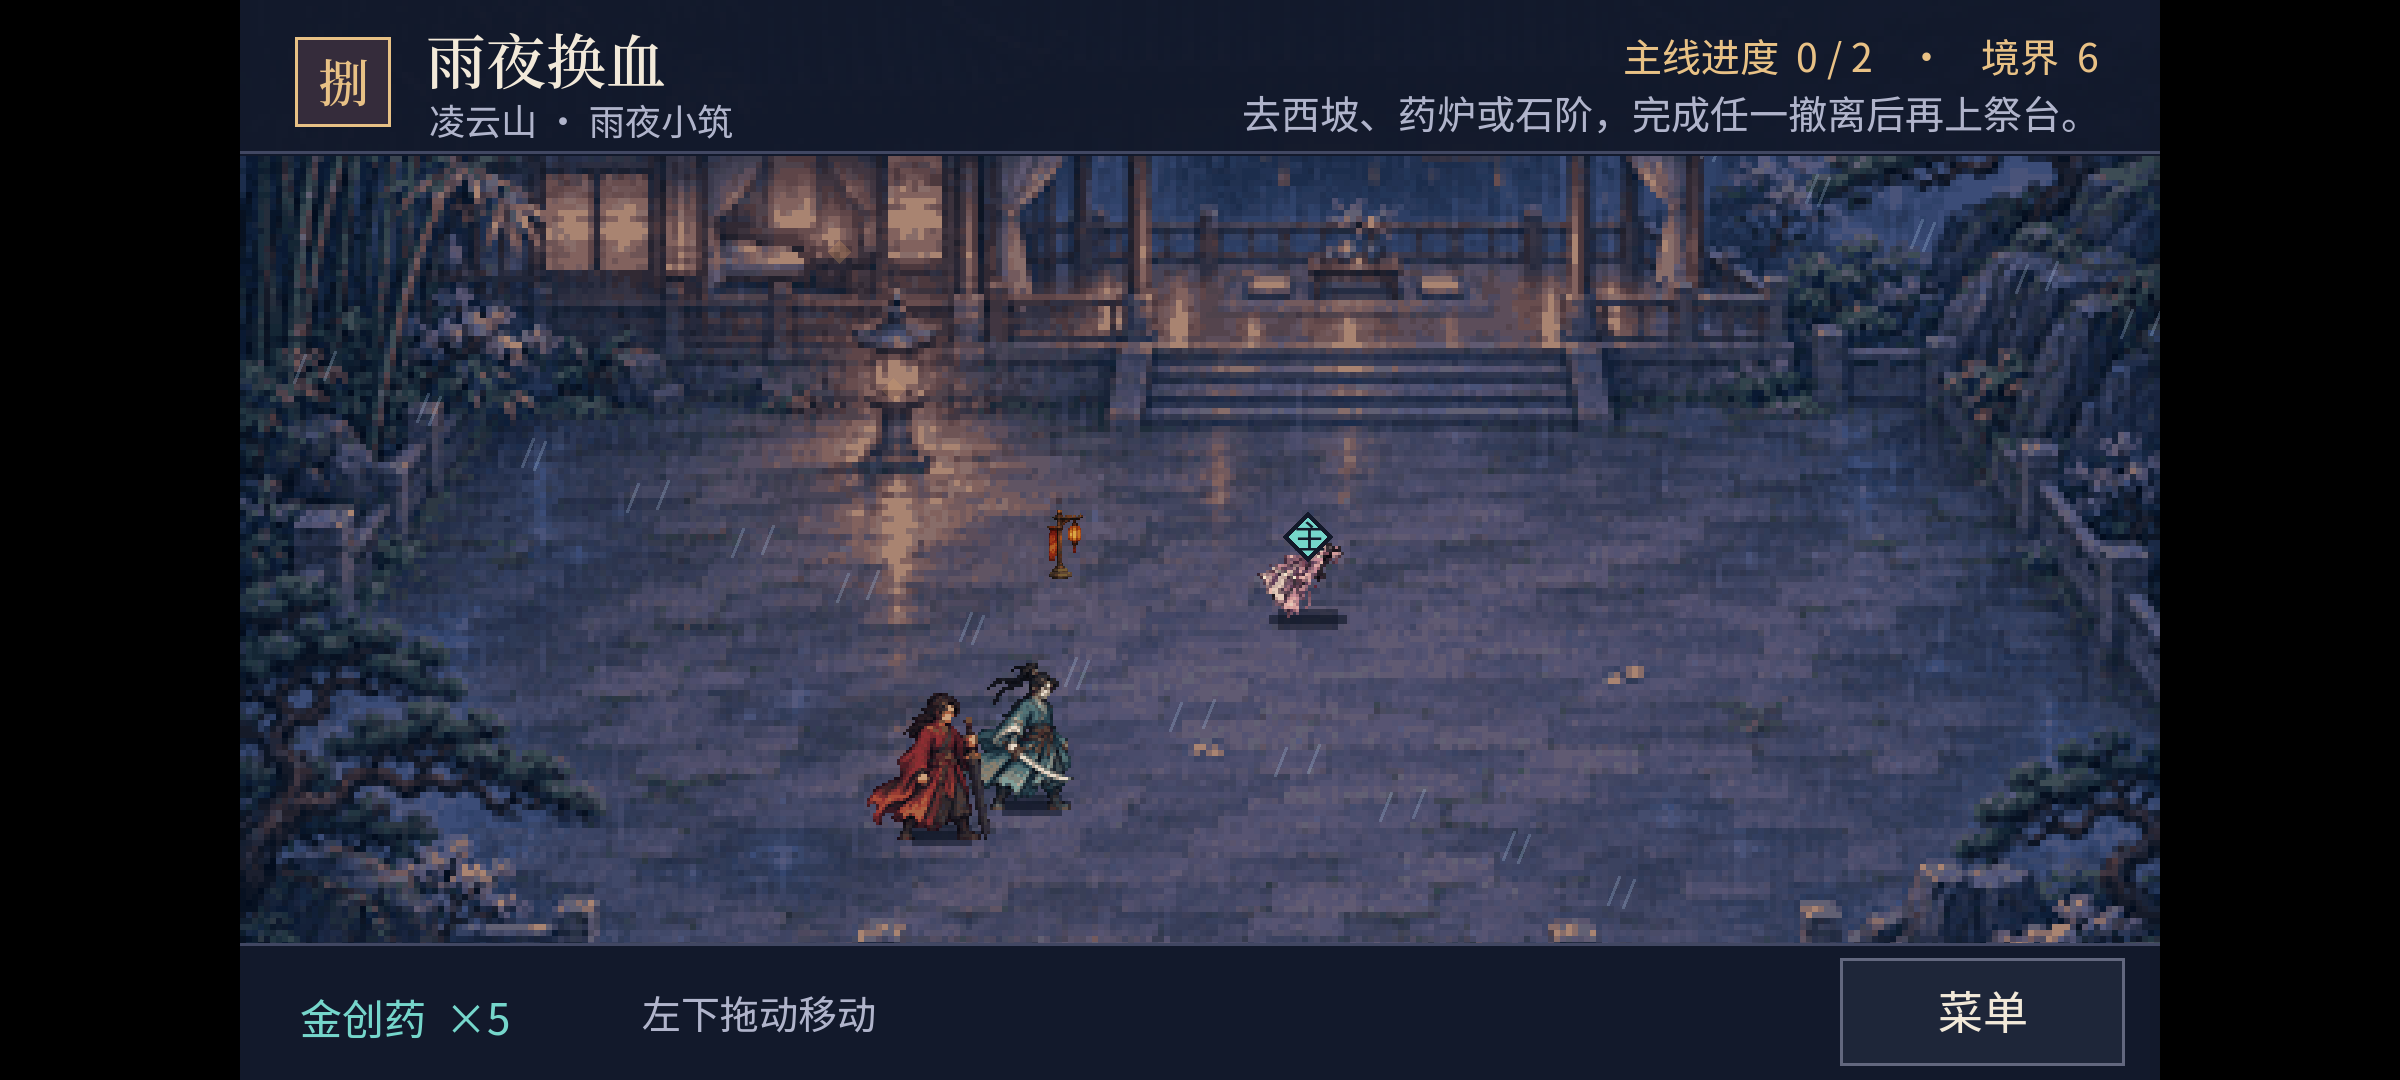 捌
雨夜换血
凌云山 · 雨夜小筑
主线进度 0 / 2 · 境界 6
去西坡、药炉或石阶，完成任一撤离后再上祭台。
主
金创药 ×5
左下拖动移动
菜单